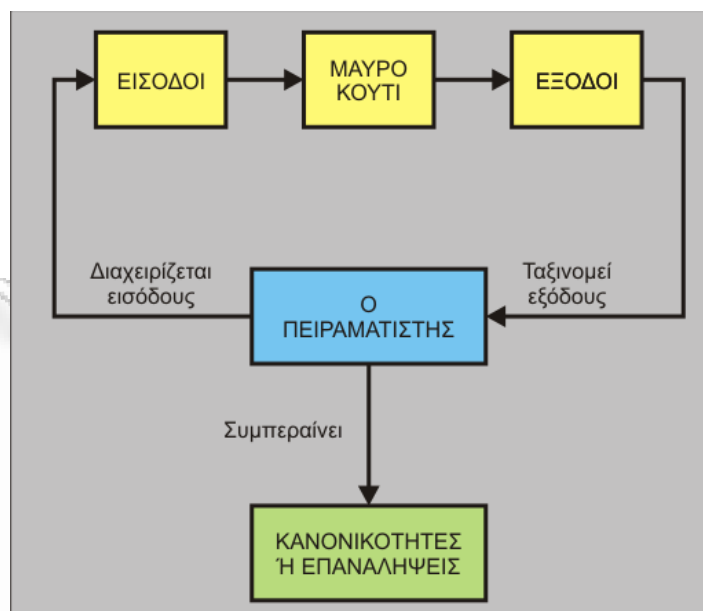 ΕΙΣΟΔΟΙ
ΜΑΥΡΟ
ΚΟΥΤΙ
ΕΞΟΔΟΙ
Διαχειρίζεται
εισόδους
Ο
ΠΕΙΡΑΜΑΤΙΣΤΗΣ
Ταξινομεί
εξόδους
Συμπεραίνει
ΚΑΝΟΝΙΚΟΤΗΤΕΣ
Ή ΕΠΑΝΑΛΗΨΕΙΣ